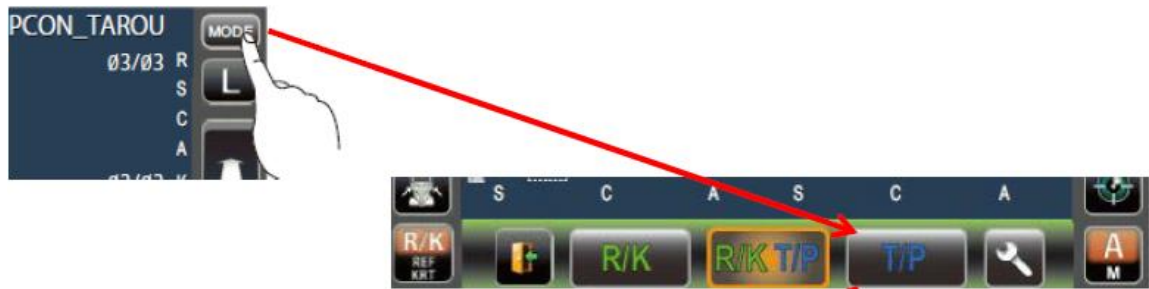 PCON_TAROU
MODE
Ø3/Ø3 R
L
S
C
A
S C A S C A
R/K
REF
KRT
R/K
R/K T/P
T/P
A
M